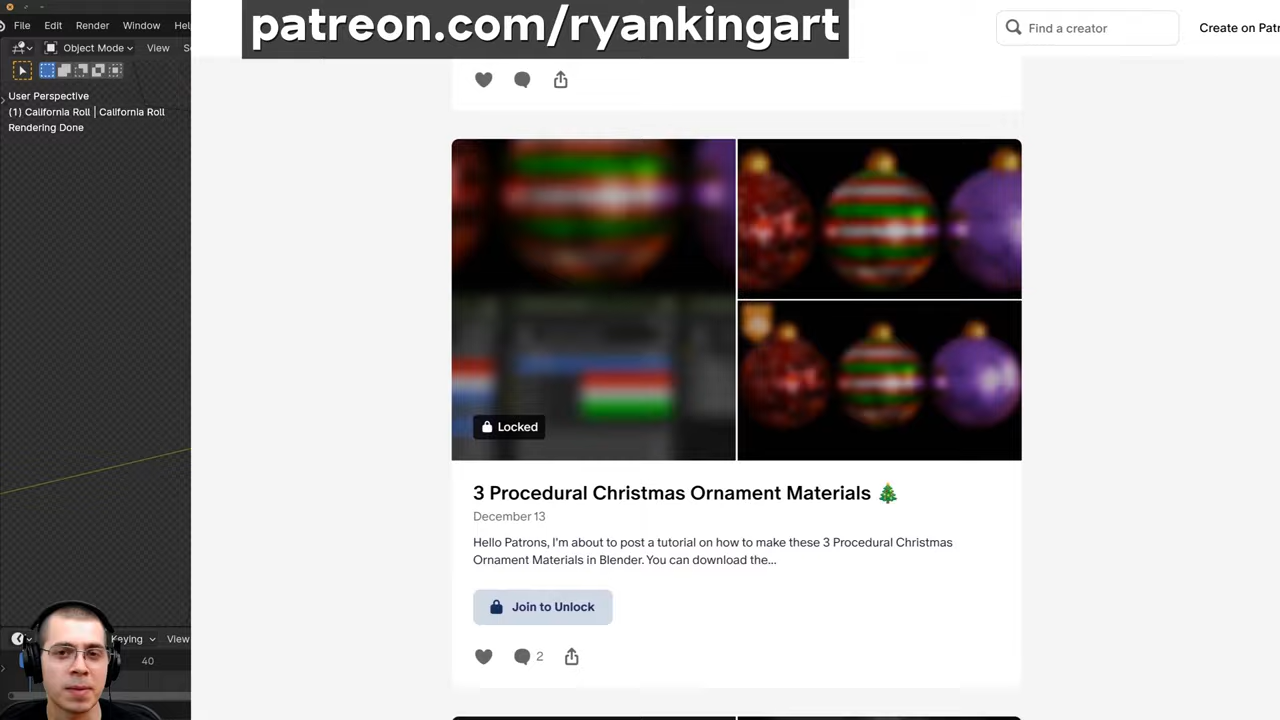 patreon.com/ryankingart
Find a creator
Create on Patr
File Edit Render Window Hel
Object Mode View S
User Perspective
(1) California Roll | California Roll
Rendering Done
Locked
3 Procedural Christmas Ornament Materials 🎄
December 13
Hello Patrons, I'm about to post a tutorial on how to make these 3 Procedural Christmas
Ornament Materials in Blender. You can download the...
Join to Unlock
2
Keying View
40